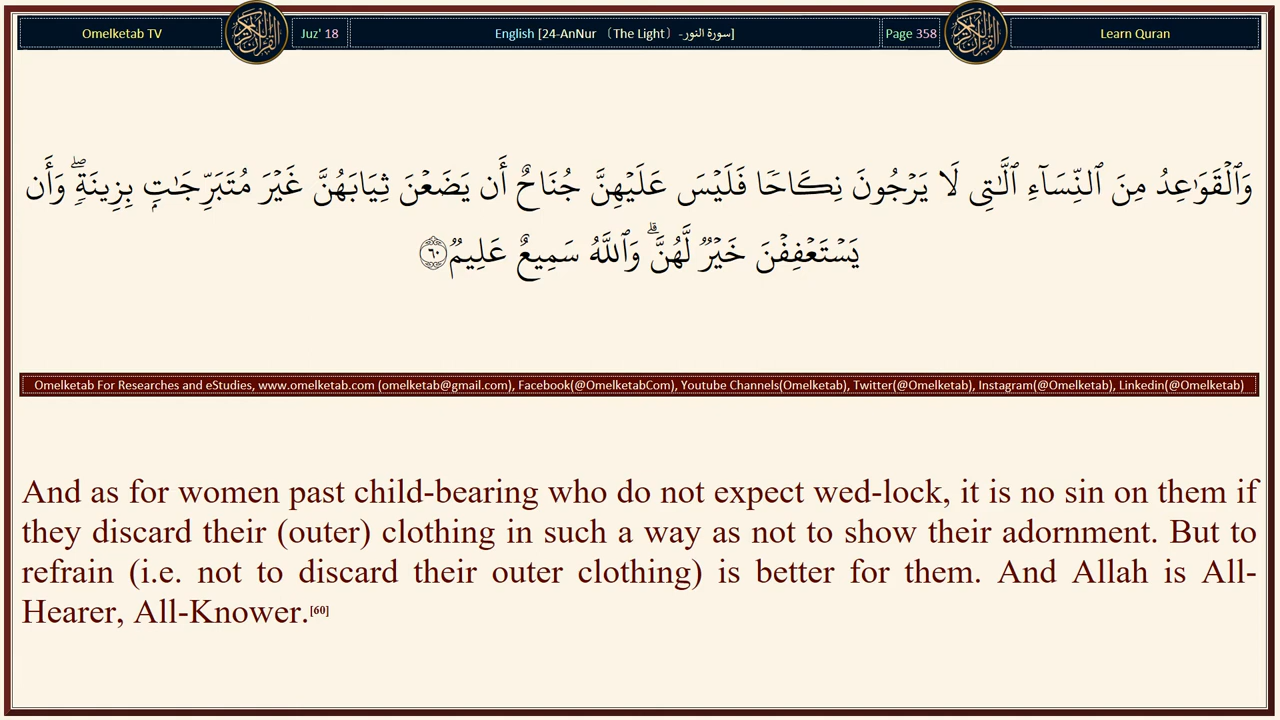 Omelketab TV
Juz' 18
English [24-AnNur 〔The Light〕 -سورة النور]
Page 358
Learn Quran
وَٱلۡقَوَٰعِدُ مِنَ ٱلنِّسَآءِ ٱلَّٰتِي لَا يَرۡجُونَ نِكَاحٗا فَلَيۡسَ عَلَيۡهِنَّ جُنَاحٌ أَن يَضَعۡنَ ثِيَابَهُنَّ غَيۡرَ مُتَبَرِّجَٰتِۭ بِزِينَةٖۖ وَأَن
يَسۡتَعۡفِفۡنَ خَيۡرٞ لَّهُنَّۗ وَٱللَّهُ سَمِيعٌ عَلِيمٞ ٦٠
Omelketab For Researches and eStudies, www.omelketab.com (omelketab@gmail.com), Facebook(@OmelketabCom), Youtube Channels(Omelketab), Twitter(@Omelketab), Instagram(@Omelketab), Linkedin(@Omelketab)
And as for women past child-bearing who do not expect wed-lock, it is no sin on them if
they discard their (outer) clothing in such a way as not to show their adornment. But to
refrain (i.e. not to discard their outer clothing) is better for them. And Allah is All-
Hearer, All-Knower.[60]